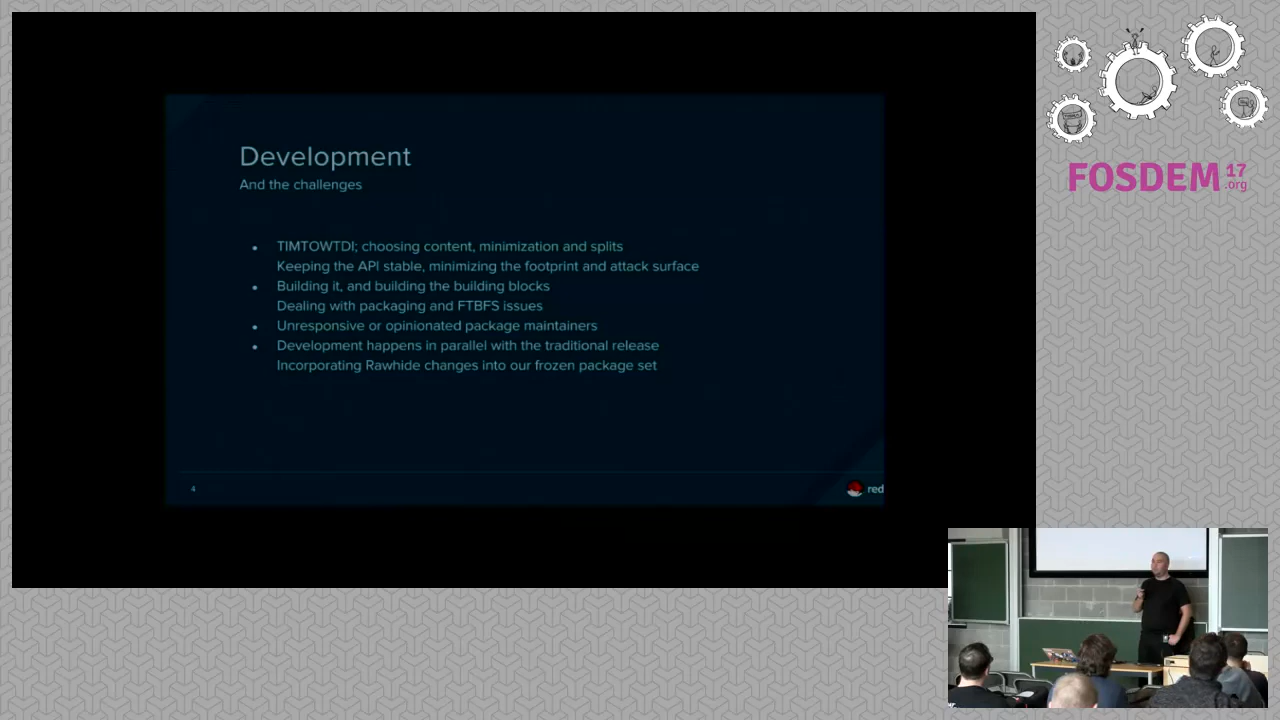 Development
And the challenges
TIMTOWTDI; choosing content, minimization and splits
Keeping the API stable, minimizing the footprint and attack surface
Building it, and building the building blocks
Dealing with packaging and FTBFS issues
Unresponsive or opinionated package maintainers
Development happens in parallel with the traditional release
Incorporating Rawhide changes into our frozen package set
4
red
FOSDEM 17
.org